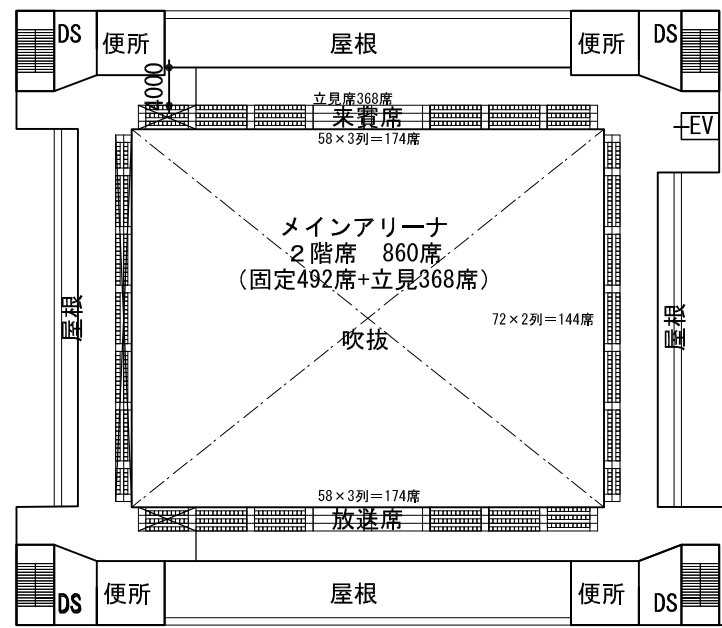 DS
便所
屋根
便所
DS
4000
立見席368席
来賓席
58×3列＝174席
EV
メインアリーナ
２階席　860席
（固定492席+立見368席）
72×2列＝144席
吹抜
屋根
屋根
58×3列＝174席
放送席
DS
便所
屋根
便所
DS